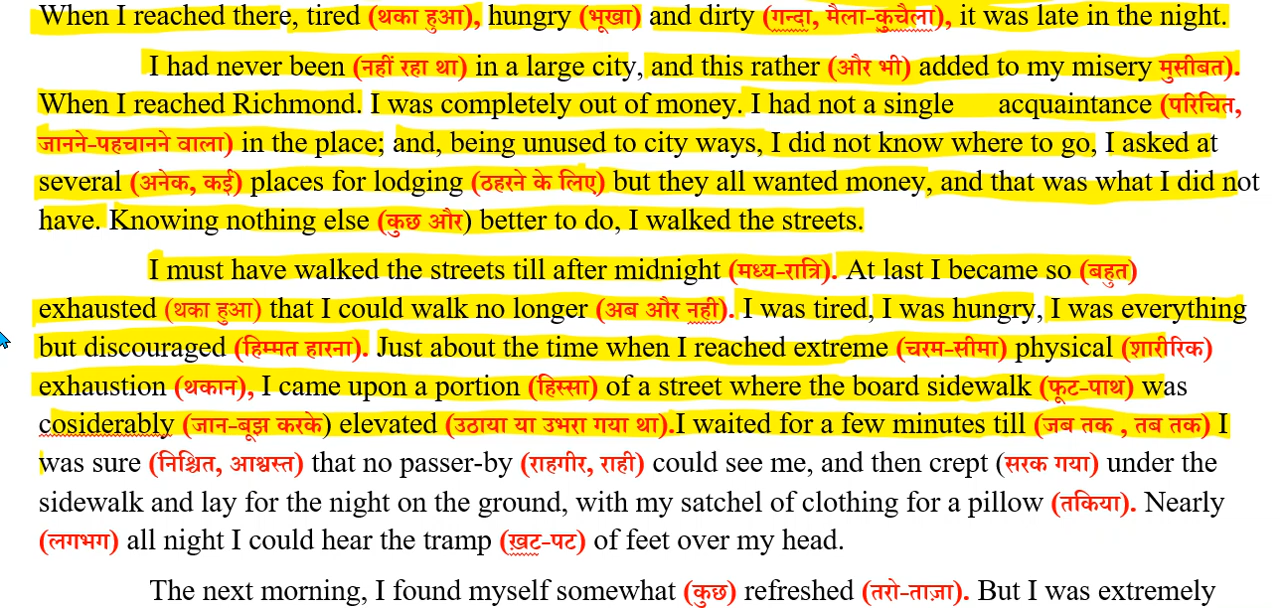 When I reached there, tired (थका हुआ), hungry (भूखा) and dirty (गन्दा, मैला-कुचैला), it was late in the night.
I had never been (नहीं रहा था) in a large city, and this rather (और भी) added to my misery मुसीबत).
When I reached Richmond. I was completely out of money. I had not a single acquaintance (परिचित,
जानने-पहचानने वाला) in the place; and, being unused to city ways, I did not know where to go, I asked at
several (अनेक, कई) places for lodging (ठहरने के लिए) but they all wanted money, and that was what I did not
have. Knowing nothing else (कुछ और) better to do, I walked the streets.
I must have walked the streets till after midnight (मध्य-रात्रि). At last I became so (बहुत)
exhausted (थका हुआ) that I could walk no longer (अब और नही). I was tired, I was hungry, I was everything
but discouraged (हिम्मत हारना). Just about the time when I reached extreme (चरम-सीमा) physical (शारीरिक)
exhaustion (थकान), I came upon a portion (हिस्सा) of a street where the board sidewalk (फूट-पाथ) was
cosiderably (जान-बूझ करके) elevated (उठाया या उभरा गया था).I waited for a few minutes till (जब तक , तब तक) I
was sure (निश्चित, आश्वस्त) that no passer-by (राहगीर, राही) could see me, and then crept (सरक गया) under the
sidewalk and lay for the night on the ground, with my satchel of clothing for a pillow (तकिया). Nearly
(लगभग) all night I could hear the tramp (ख़ट-पट) of feet over my head.
The next morning, I found myself somewhat (कुछ) refreshed (तरो-ताज़ा). But I was extremely